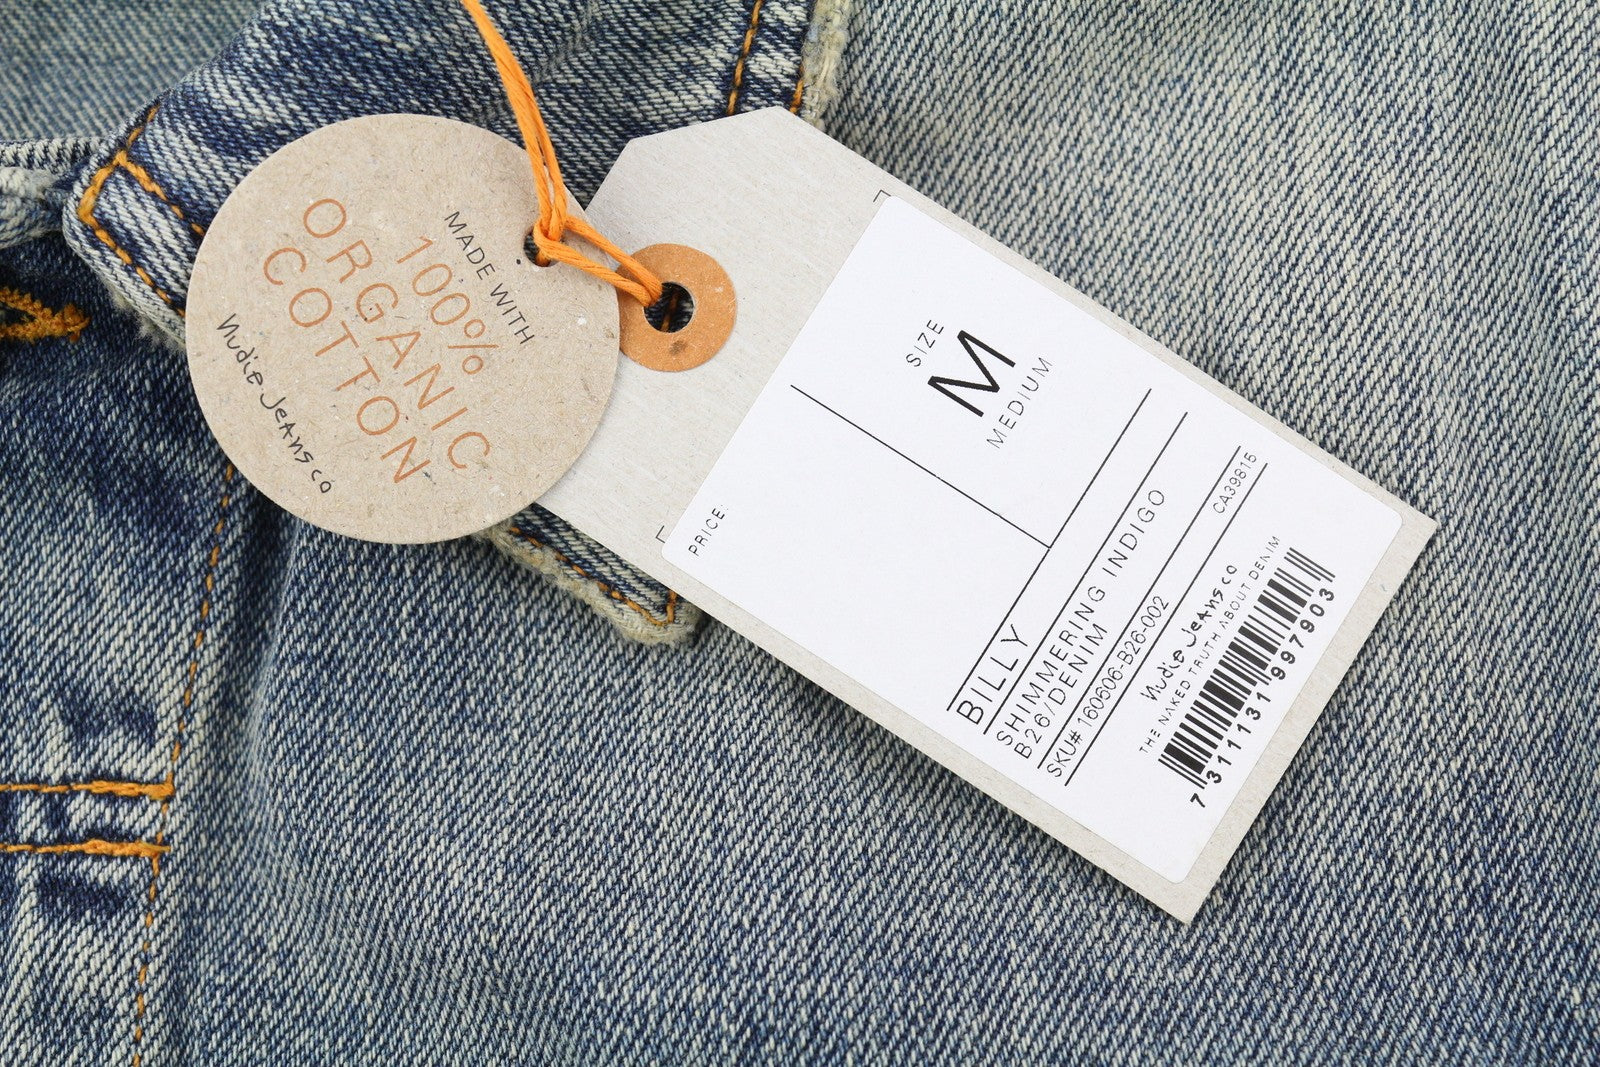 MADE WITH
100%
ORGANIC
COTTON
Nudie Jeans co
SIZE
M
MEDIUM
PRICE:
BILLY
SHIMMERING INDIGO
B26/DENIM
SKU# 160606-B26-002
CA39815
Nudie Jeans co
THE NAKED TRUTH ABOUT DENIM
7 311131 997903